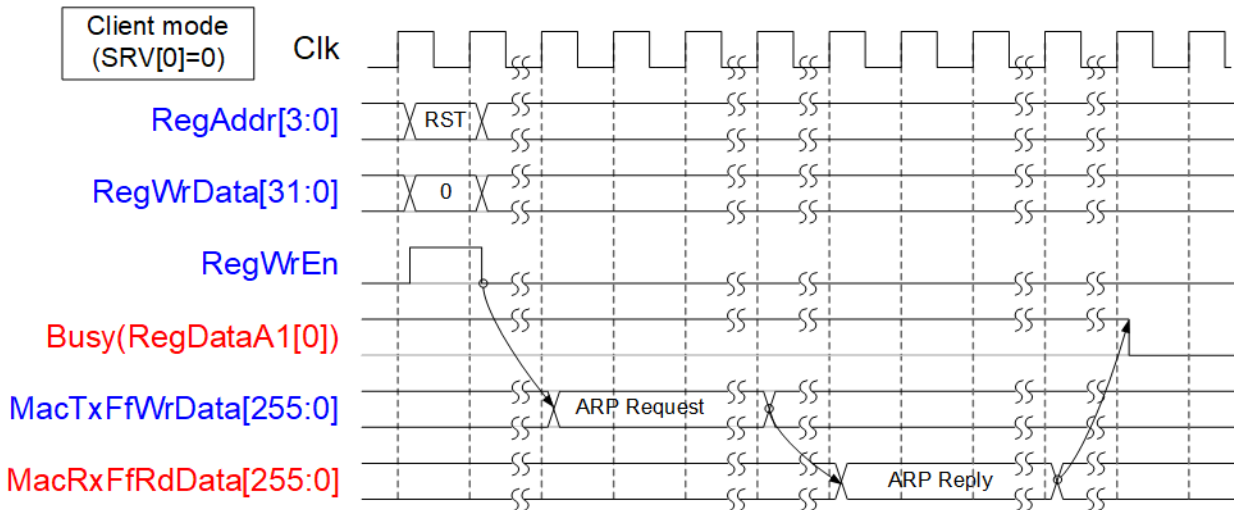 Client mode
(SRV[0]=0)
Clk
RegAddr[3:0]
RST
RegWrData[31:0]
0
RegWrEn
Busy(RegDataA1[0])
MacTxFfWrData[255:0]
ARP Request
MacRxFfRdData[255:0]
ARP Reply